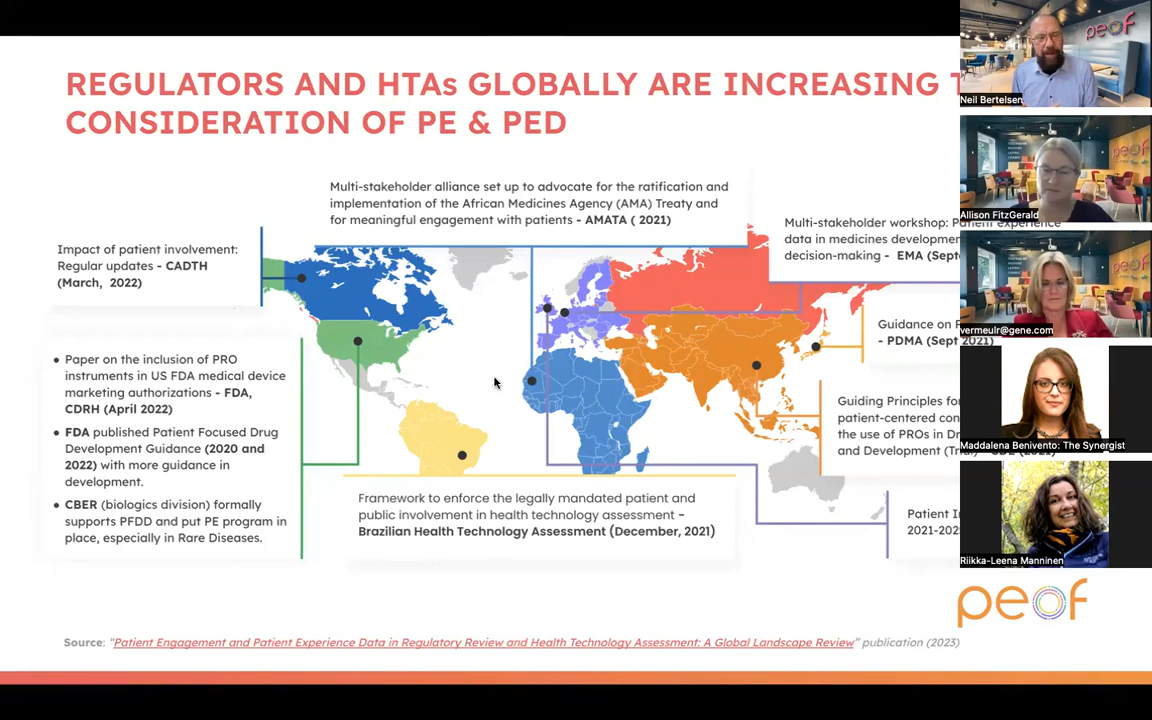 REGULATORS AND HTAs GLOBALLY ARE INCREASING
CONSIDERATION OF PE & PED
Multi-stakeholder alliance set up to advocate for the ratification and
implementation of the African Medicines Agency (AMA) Treaty and
for meaningful engagement with patients - AMATA ( 2021)
Impact of patient involvement:
Regular updates - CADTH
(March, 2022)
Multi-stakeholder workshop: Patient experience
data in medicines
decision-making - EMA
Guidance on
- PDMA (Sept 2021)
Guiding Principles for
the use of PROs in
and Development
Patient
• Paper on the inclusion of PRO
instruments in US FDA medical device
marketing authorizations - FDA,
CDRH (April 2022)
• FDA published Patient Focused Drug
Development Guidance (2020 and
2022) with more guidance in
development.
• CBER (biologics division) formally
supports PFDD and put PE program in
place, especially in Rare Diseases.
Framework to enforce the legally mandated patient and
public involvement in health technology assessment -
Brazilian Health Technology Assessment (December, 2021)
Source: "Patient Engagement and Patient Experience Data in Regulatory Review and Health Technology Assessment: A Global Landscape Review" publication (2023)
peof
Neil Bertelsen
peof
Allison FitzGerald
peof
vermeulr@gene.com
Maddalena Benivento: The Synergist
Riikka-Leena Manninen
peof